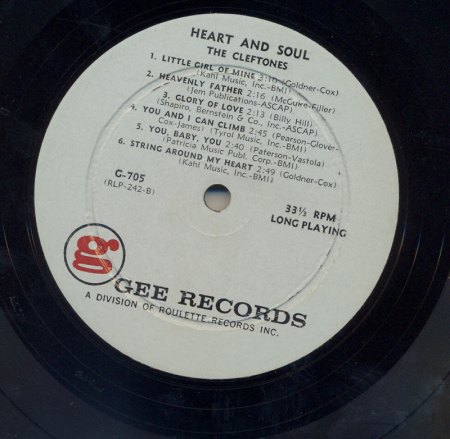 HEART AND SOUL
THE CLEFTONES
1. LITTLE GIRL OF MINE 3:10 (Goldner-Cox)
(Kahl Music, Inc.-BMI)
2. HEAVENLY FATHER 2:16 (McGuire-Filler)
(Jem Publications-ASCAP)
3. GLORY OF LOVE 2:13 (Billy Hill)
(Shapiro, Bernstein & Co., Inc.-ASCAP)
4. YOU AND I CAN CLIMB 2:45 (Pearson-Glover-
Cox-James) (Tyrol Music, Inc.-BMI)
5. YOU, BABY, YOU 2:40 (Paterson-Vastola)
(Patricia Music Publ. Corp.-BMI)
6. STRING AROUND MY HEART 2:49 (Goldner-Cox)
(Kahl Music, Inc.-BMI)
G-705
(RLP-242-B)
33⅓ RPM
LONG PLAYING
g
GEE RECORDS
A DIVISION OF ROULETTE RECORDS INC.